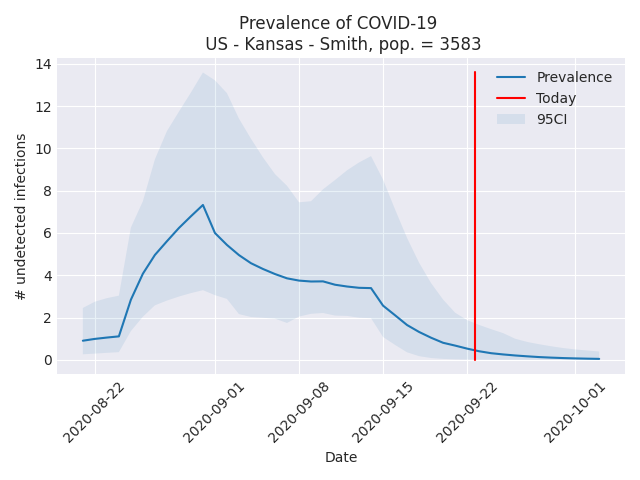 Prevalence of COVID-19
US - Kansas - Smith, pop. = 3583
14
12
10
8
6
4
2
0
# undetected infections
Prevalence
Today
95CI
2020-08-22
2020-09-01
2020-09-08
2020-09-15
2020-09-22
2020-10-01
Date